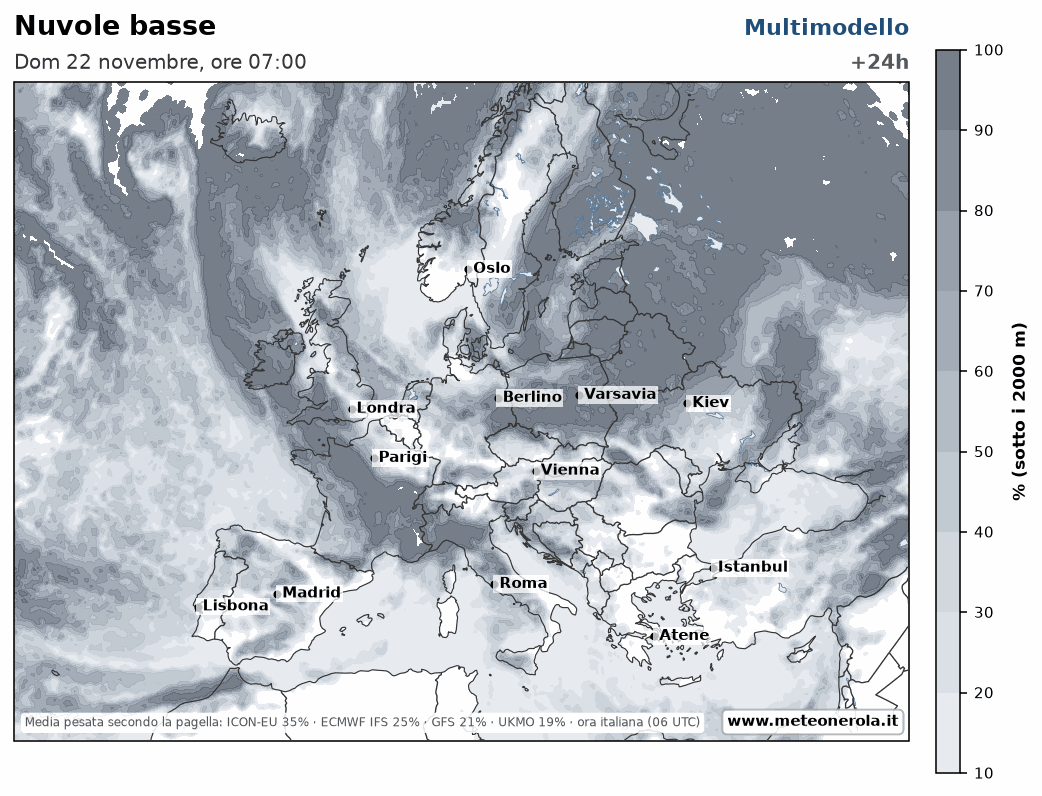 Nuvole basse
Multimodello
Dom 22 novembre, ore 07:00
+24h
100
90
80
70
60
50
40
30
20
10
% (sotto i 2000 m)
Oslo
Berlino
Varsavia
Kiev
Londra
Parigi
Vienna
Istanbul
Roma
Madrid
Lisbona
Atene
Media pesata secondo la pagella: ICON-EU 35% · ECMWF IFS 25% · GFS 21% · UKMO 19% · ora italiana (06 UTC)
www.meteonerola.it